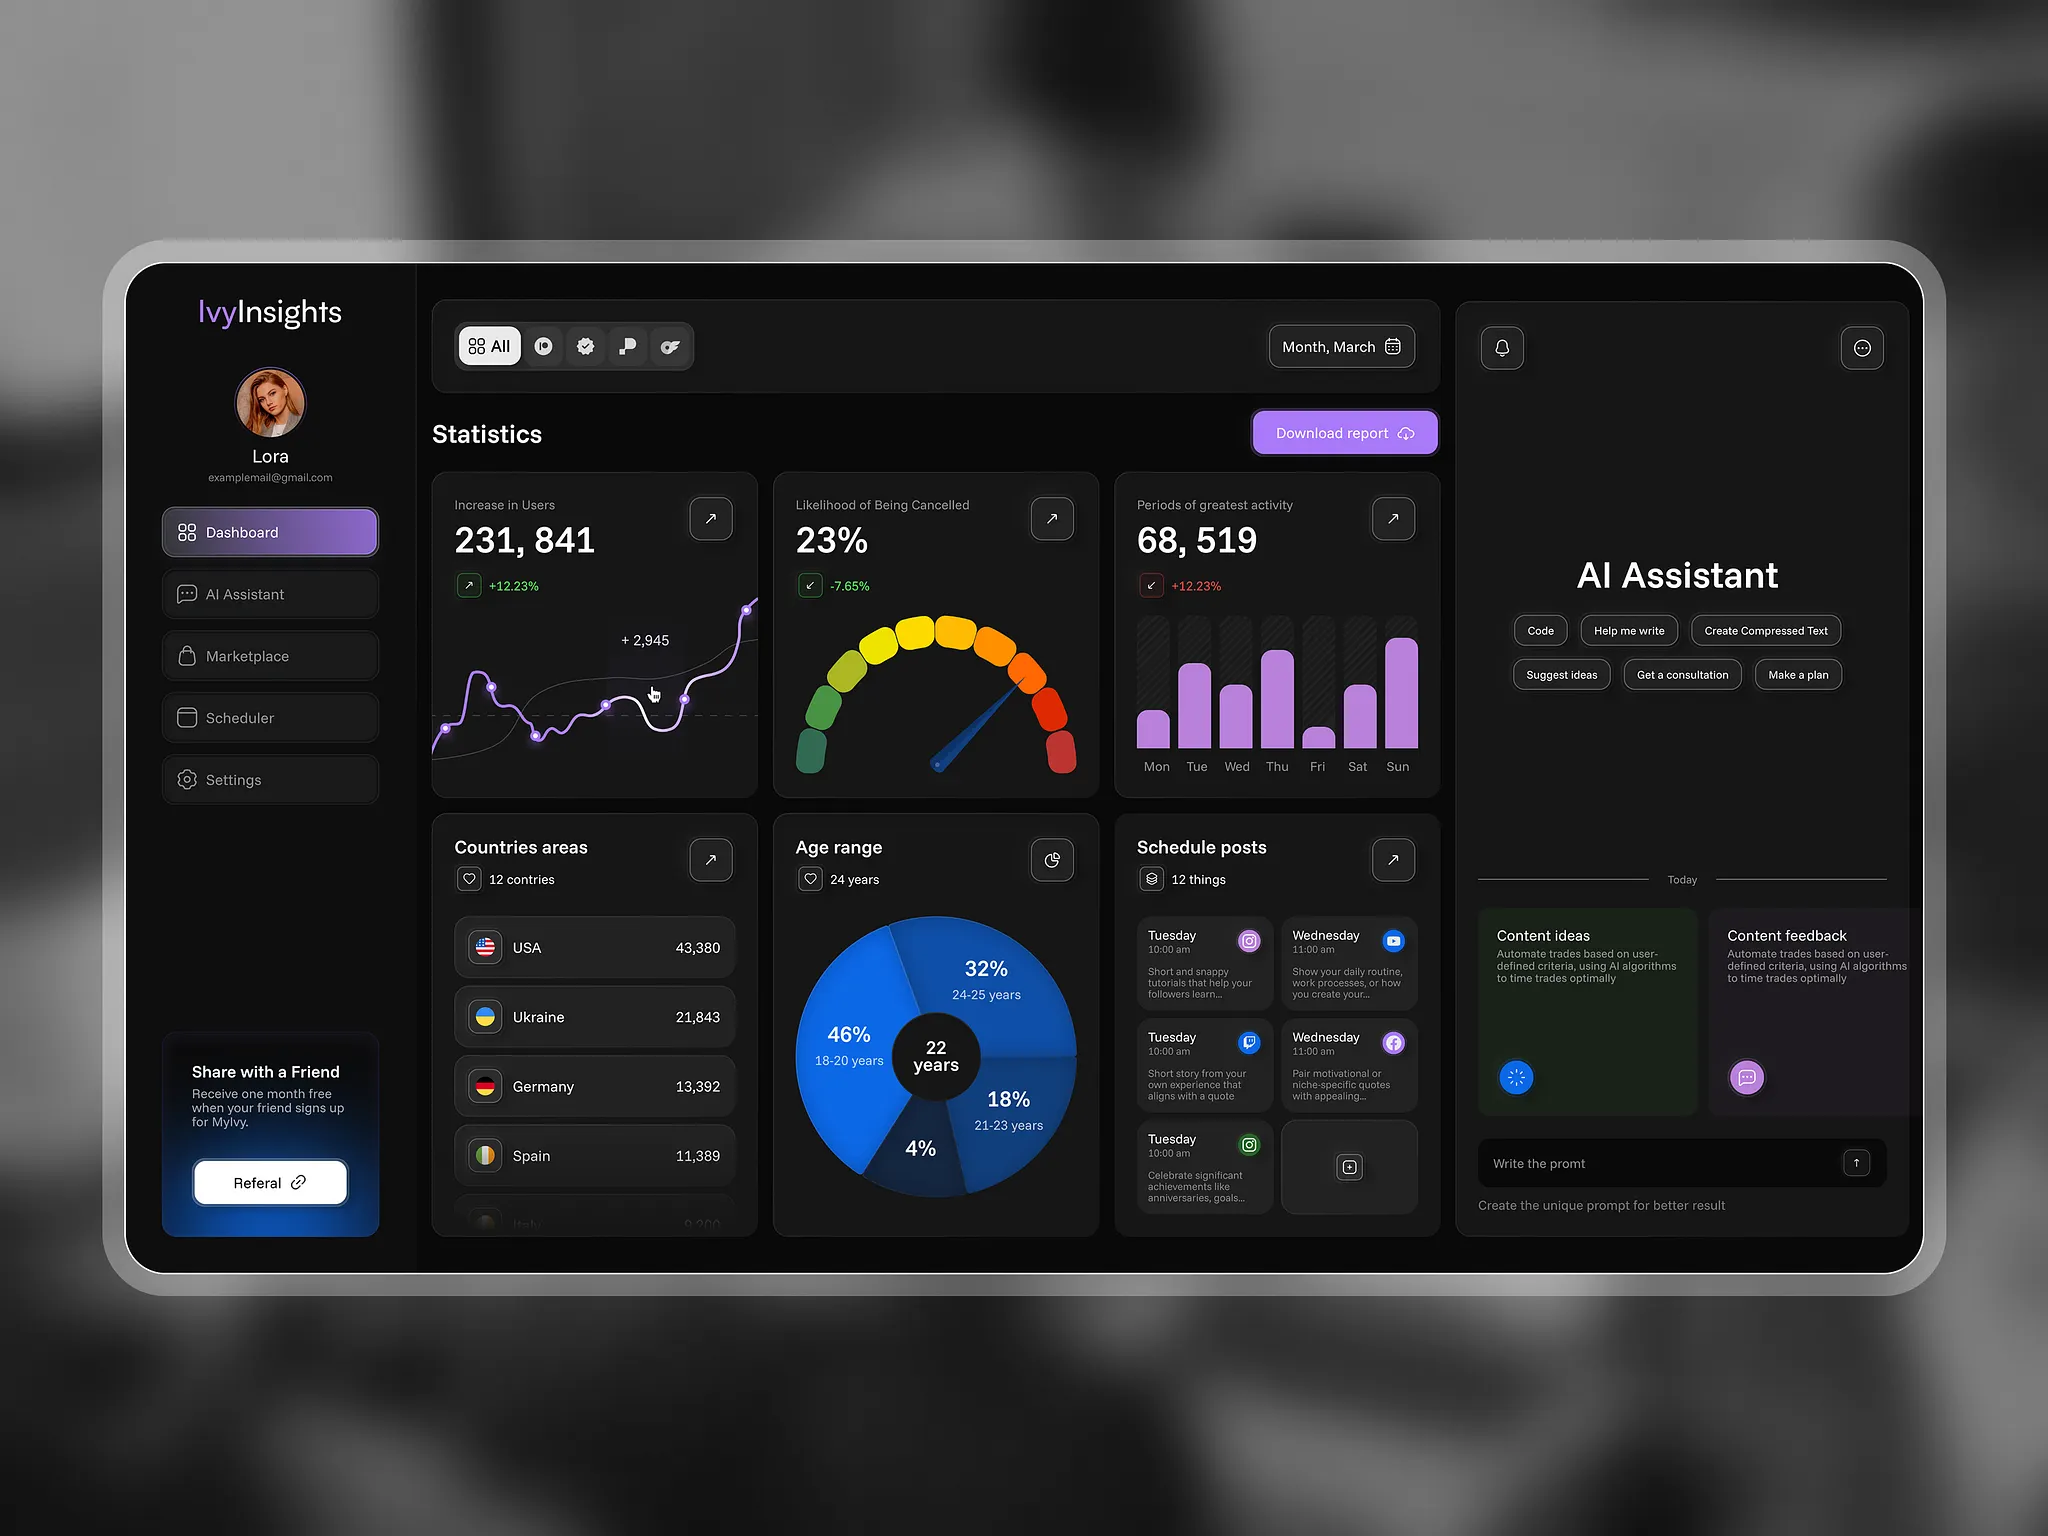 IvyInsights
Lora
examplemail@gmail.com
Dashboard
AI Assistant
Marketplace
Scheduler
Settings
Share with a Friend
Receive one month free
when your friend signs up
for MyIvy.
Referal
All
Month, March
Statistics
Download report
Increase in Users
231, 841
+12.23%
+ 2,945
Likelihood of Being Cancelled
23%
-7.65%
Periods of greatest activity
68, 519
+12.23%
Mon Tue Wed Thu Fri Sat Sun
Countries areas
12 contries
USA 43,380
Ukraine 21,843
Germany 13,392
Spain 11,389
Italy 9,200
Age range
24 years
32%
24-25 years
46%
18-20 years
22
years
18%
21-23 years
4%
Schedule posts
12 things
Tuesday
10:00 am
Short and snappy
tutorials that help your
followers learn...
Wednesday
11:00 am
Show your daily routine,
work processes, or how
you create your...
Tuesday
10:00 am
Short story from your
own experience that
aligns with a quote
Wednesday
11:00 am
Pair motivational or
niche-specific quotes
with appealing...
Tuesday
10:00 am
Celebrate significant
achievements like
anniversaries, goals...
AI Assistant
Code
Help me write
Create Compressed Text
Suggest ideas
Get a consultation
Make a plan
Today
Content ideas
Automate trades based on user-
defined criteria, using AI algorithms
to time trades optimally
Content feedback
Automate trades based on user-
defined criteria, using AI algorithms
to time trades optimally
Write the promt
Create the unique prompt for better result